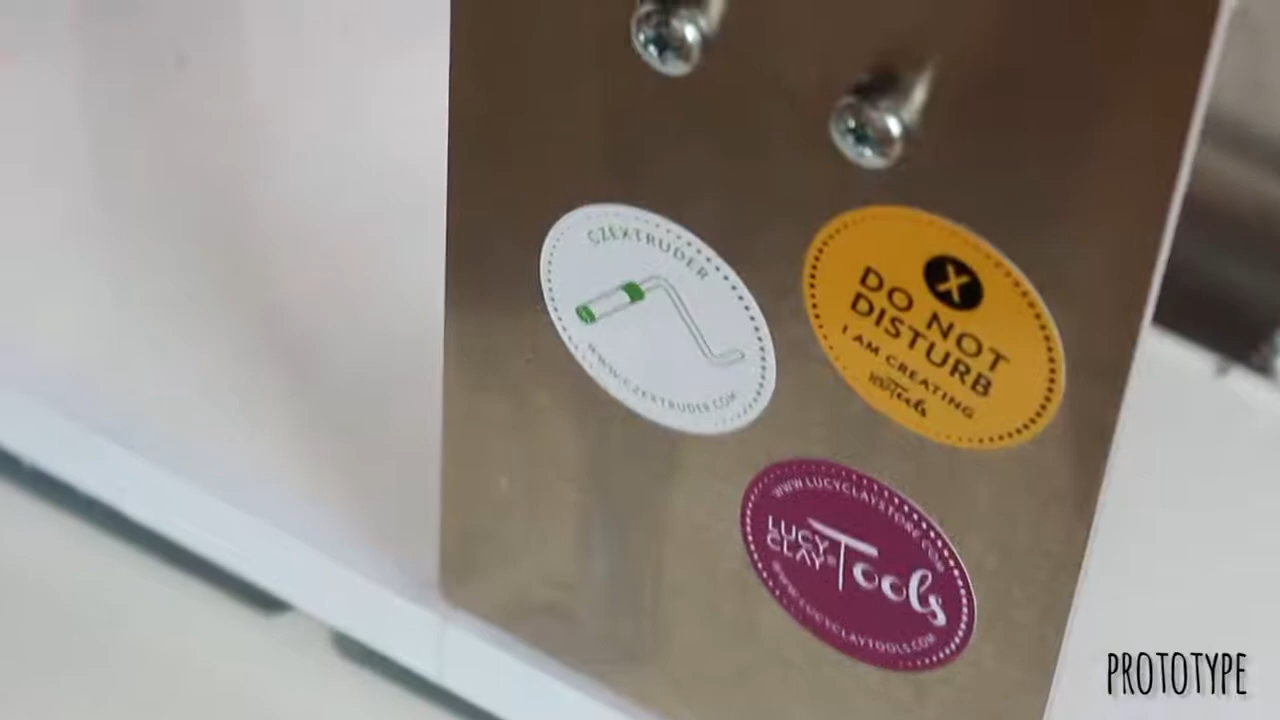 CZEXTRUDER
WWW.CZEXTRUDER.COM
X
DO NOT
DISTURB
I AM CREATING
Tools
WWW.LUCYCLAYSTORE.COM
LUCY
CLAY
Tools
WWW.LUCYCLAYTOOLS.COM
PROTOTYPE